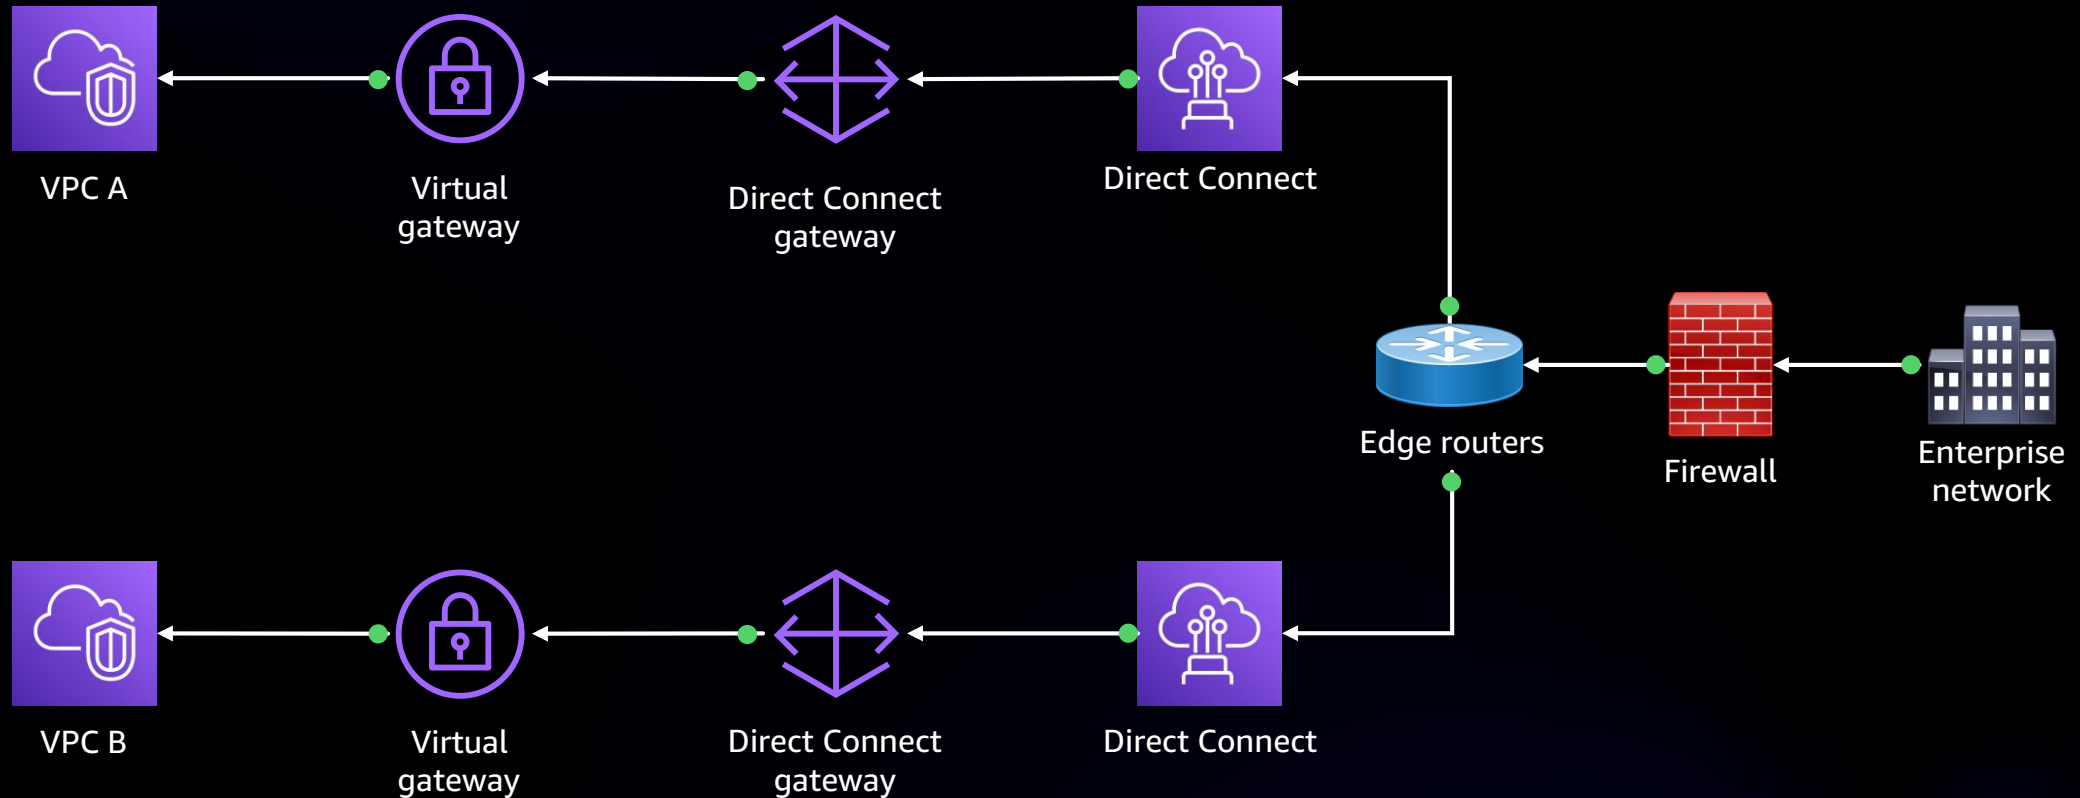 VPC A
Virtual
gateway
Direct Connect
gateway
Direct Connect
Edge routers
Firewall
Enterprise
network
VPC B
Virtual
gateway
Direct Connect
gateway
Direct Connect